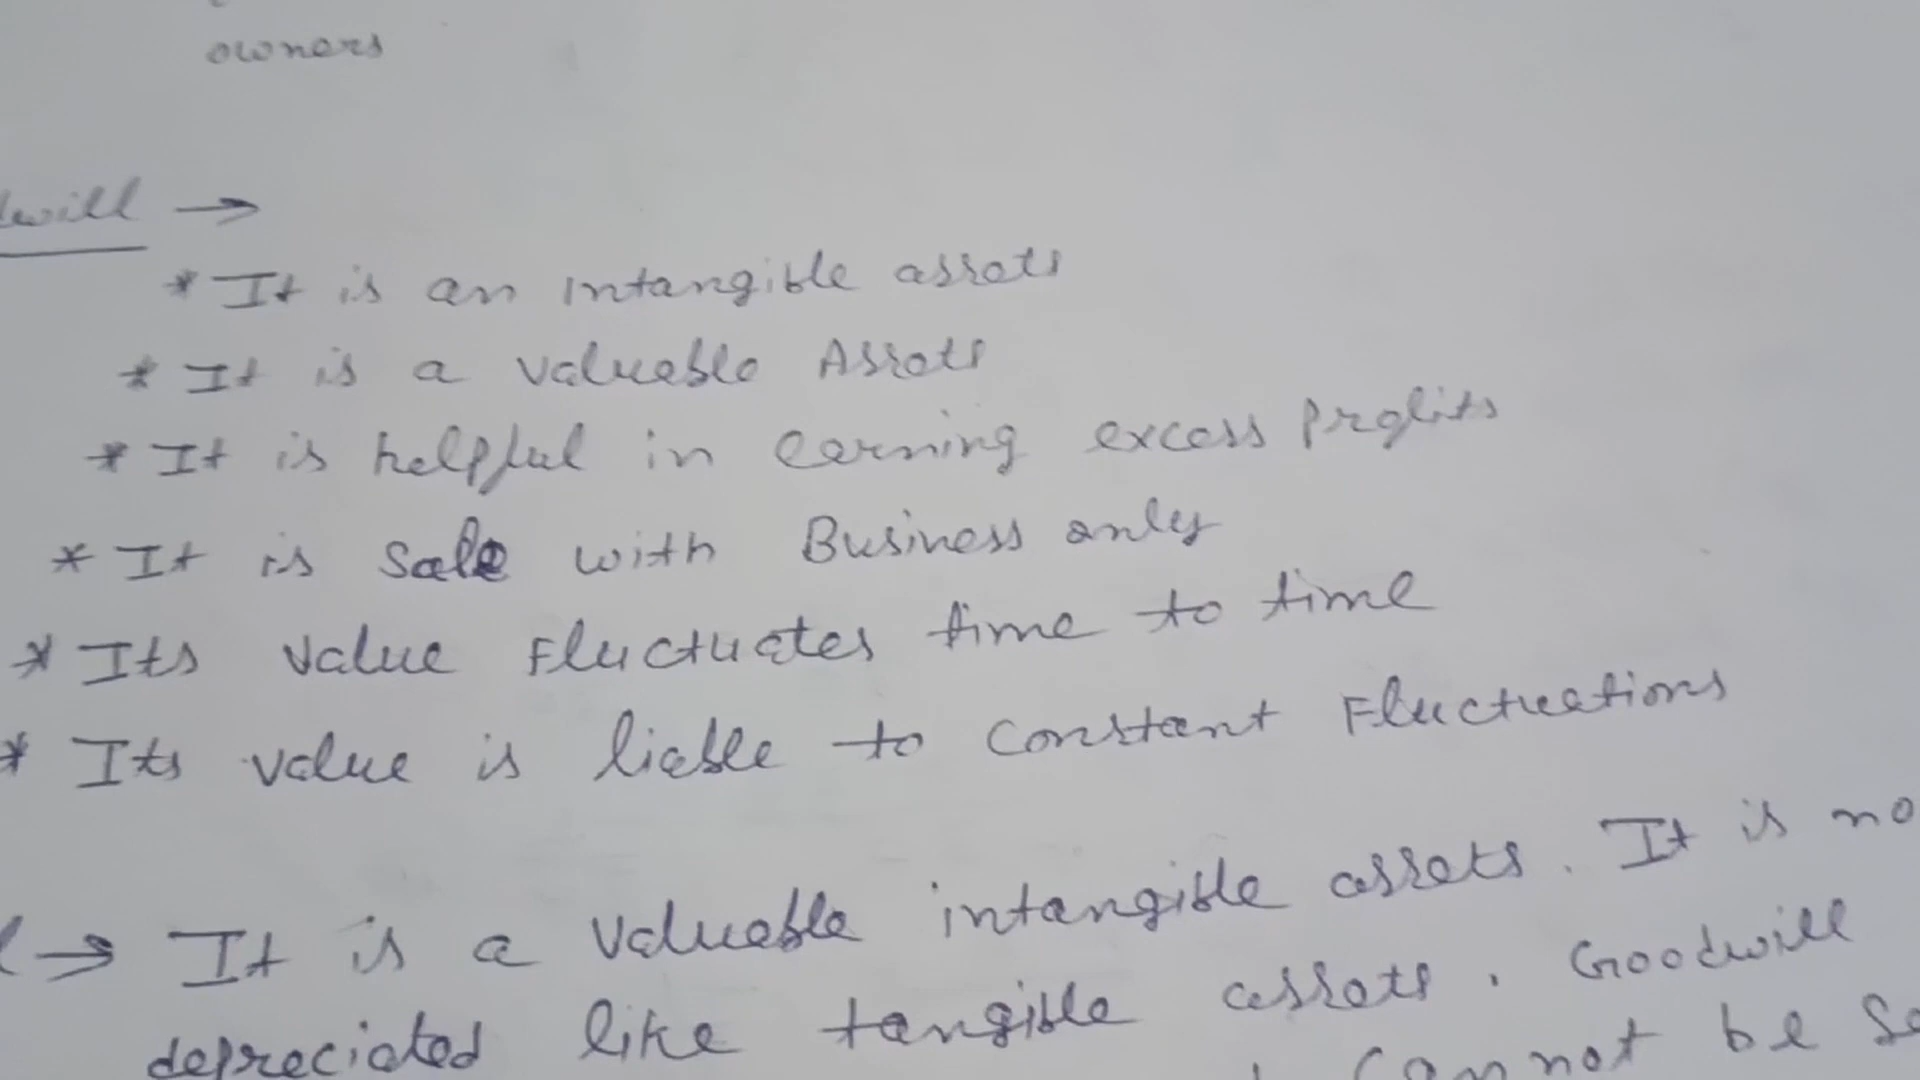 owners
will →
* It is an intangible assets
* It is a valuable Assets
* It is helpful in earning excess profits
* It is Sale with Business only
* Its value Fluctuates time to time
* Its value is liable to Constant Fluctuations
→ It is a Valuable intangible assets. It is no
depreciated like tangible assets. Goodwill
Cannot be Se